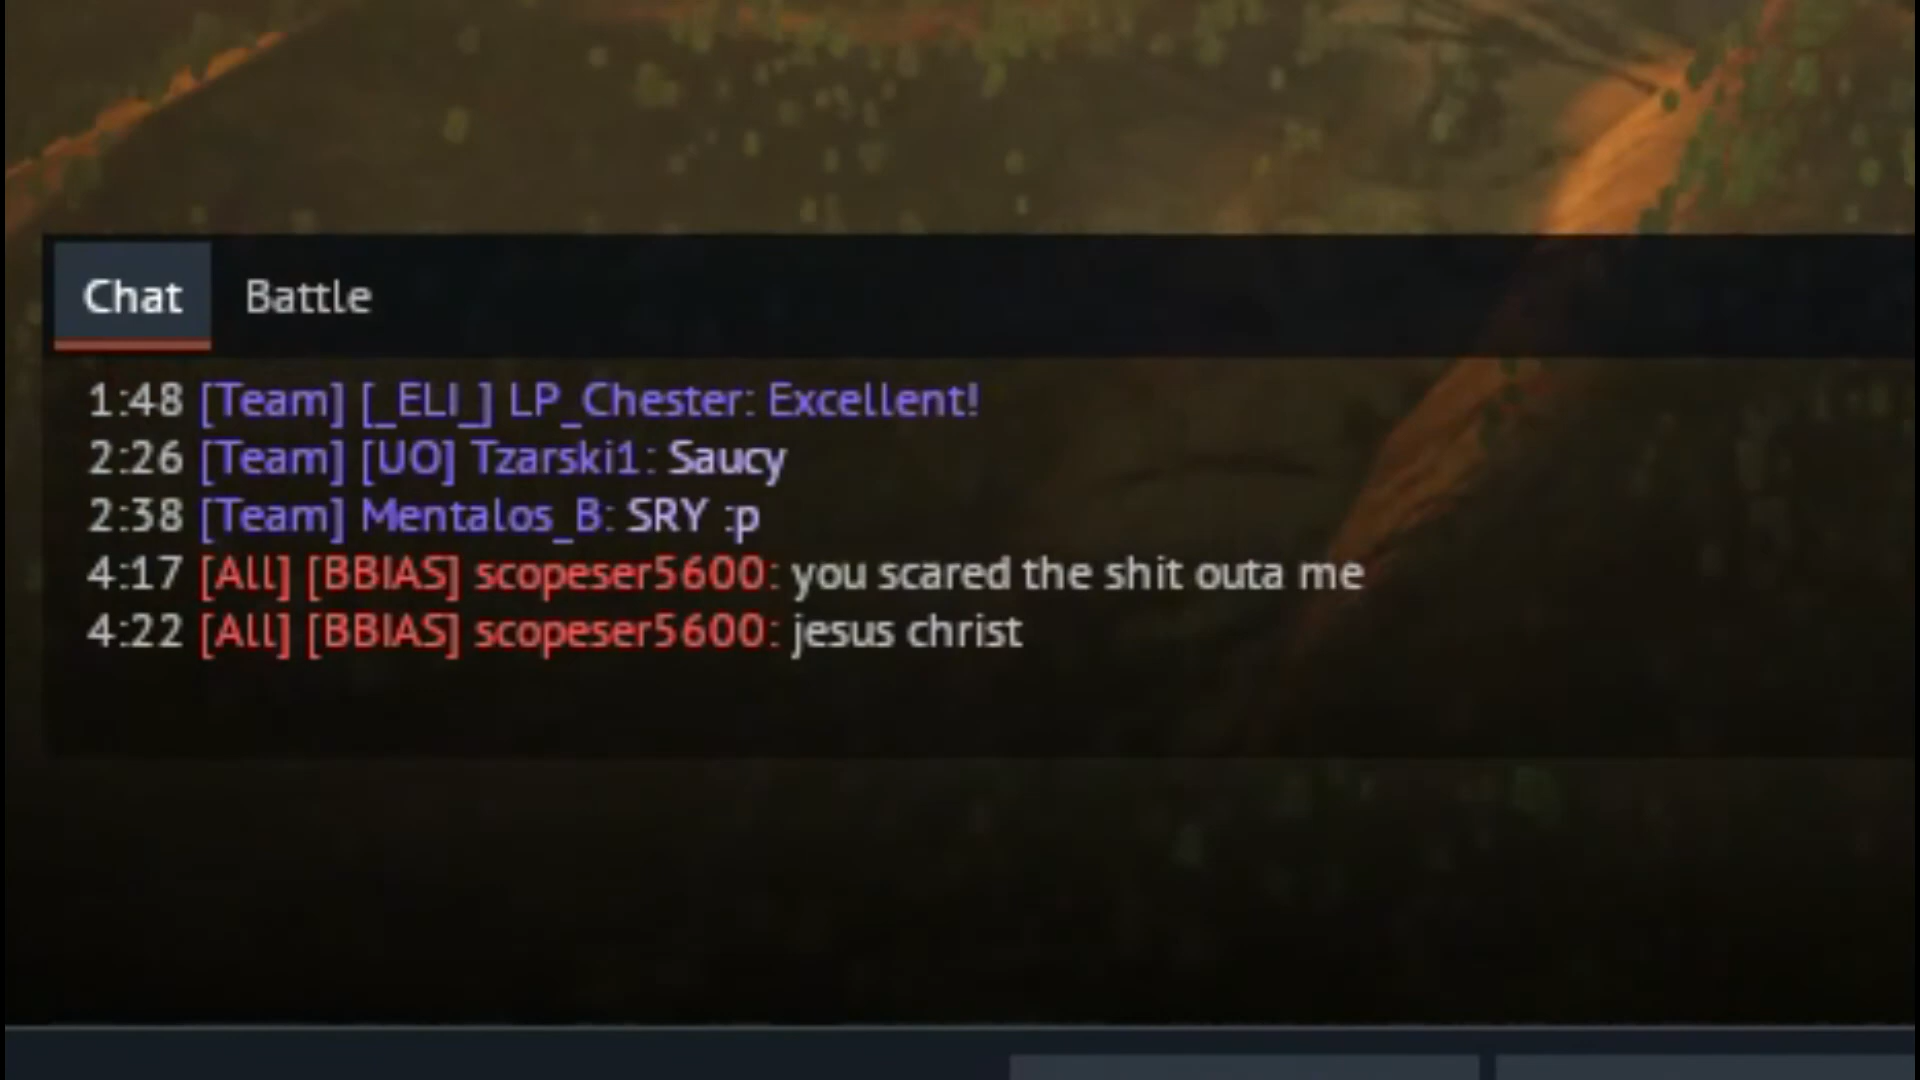 Chat Battle
1:48 [Team] [_ELI_] LP_Chester: Excellent!
2:26 [Team] [UO] Tzarski1: Saucy
2:38 [Team] Mentalos_B: SRY :p
4:17 [All] [BBIAS] scopeser5600: you scared the shit outa me
4:22 [All] [BBIAS] scopeser5600: jesus christ